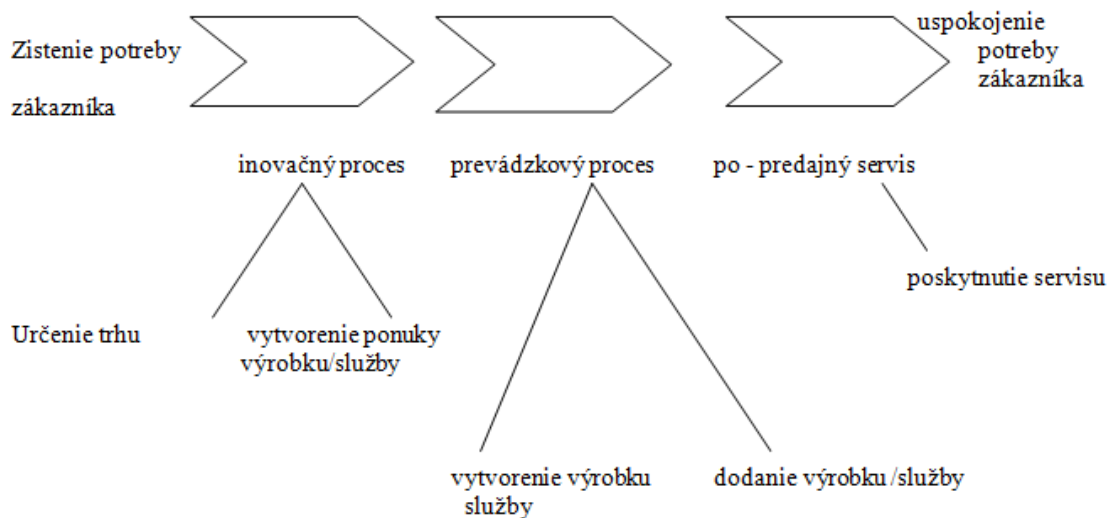 Zistenie potreby
zákazníka
uspokojenie
potreby
zákazníka
inovačný proces
prevádzkový proces
po - predajný servis
poskytnutie servisu
Určenie trhu
vytvorenie ponuky
výrobku/služby
vytvorenie výrobku
služby
dodanie výrobku /služby